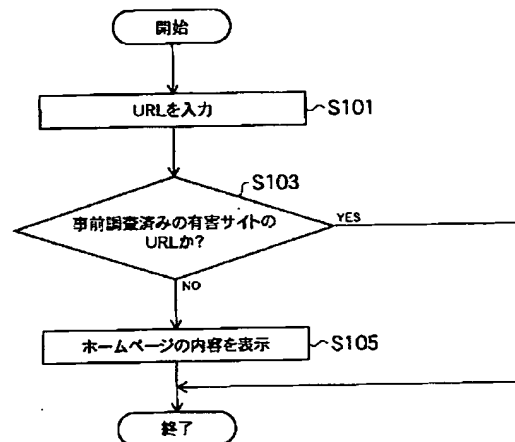 開始
URLを入力
S101
S103
事前調査済みの有害サイトの
URLか?
YES
NO
ホームページの内容を表示
S105
終了